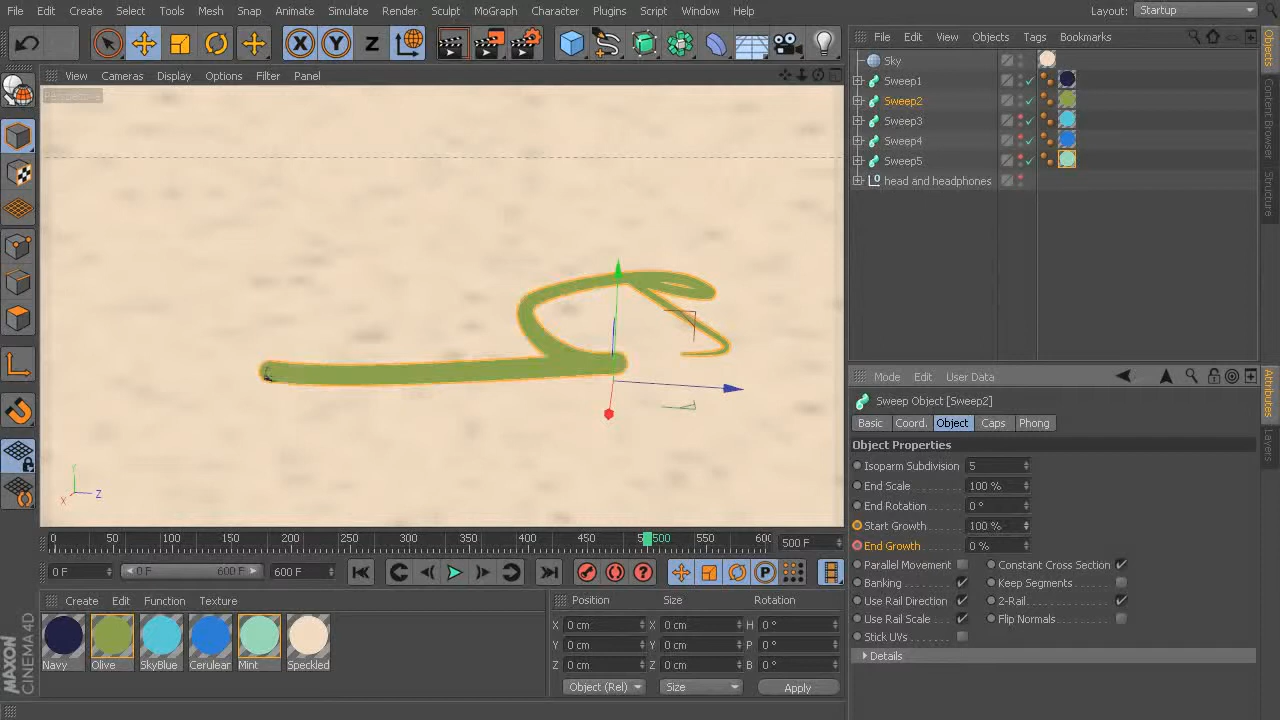 File Edit Create Select Tools Mesh Snap Animate Simulate Render Sculpt MoGraph Character Plugins Script Window Help Layout: Startup
X Y Z
File Edit View Objects Tags Bookmarks
View Cameras Display Options Filter Panel
Sky
Sweep1
Sweep2
Sweep3
Sweep4
Sweep5
head and headphones
Objects
Content Browser
Structure
Mode Edit User Data
Sweep Object [Sweep2]
Basic Coord. Object Caps Phong
Object Properties
Isoparm Subdivision 5
End Scale 100 %
End Rotation 0 °
Start Growth 100 %
End Growth 0 %
Parallel Movement Constant Cross Section
Banking Keep Segments
Use Rail Direction 2-Rail
Use Rail Scale Flip Normals
Stick UVs
Details
Attributes
Layers
Y
X Z
0 50 100 150 200 250 300 350 400 450 500 550 600 500 F
0 F 0 F 600 F 600 F
Create Edit Function Texture
Navy Olive SkyBlue Cerulear Mint Speckled
Position Size Rotation
X 0 cm X 0 cm H 0 °
Y 0 cm Y 0 cm P 0 °
Z 0 cm Z 0 cm B 0 °
Object (Rel) Size Apply
MAXON
CINEMA 4D